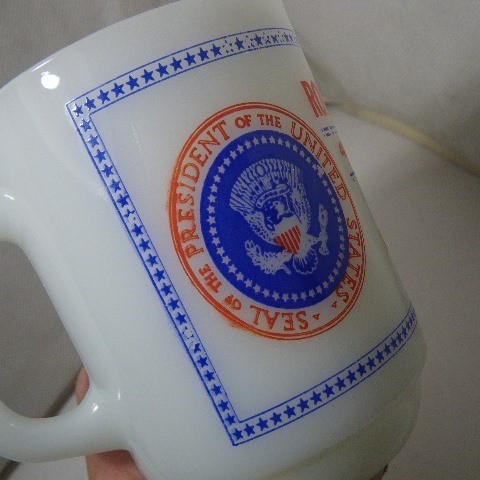 SEAL OF THE PRESIDENT OF THE UNITED STATES